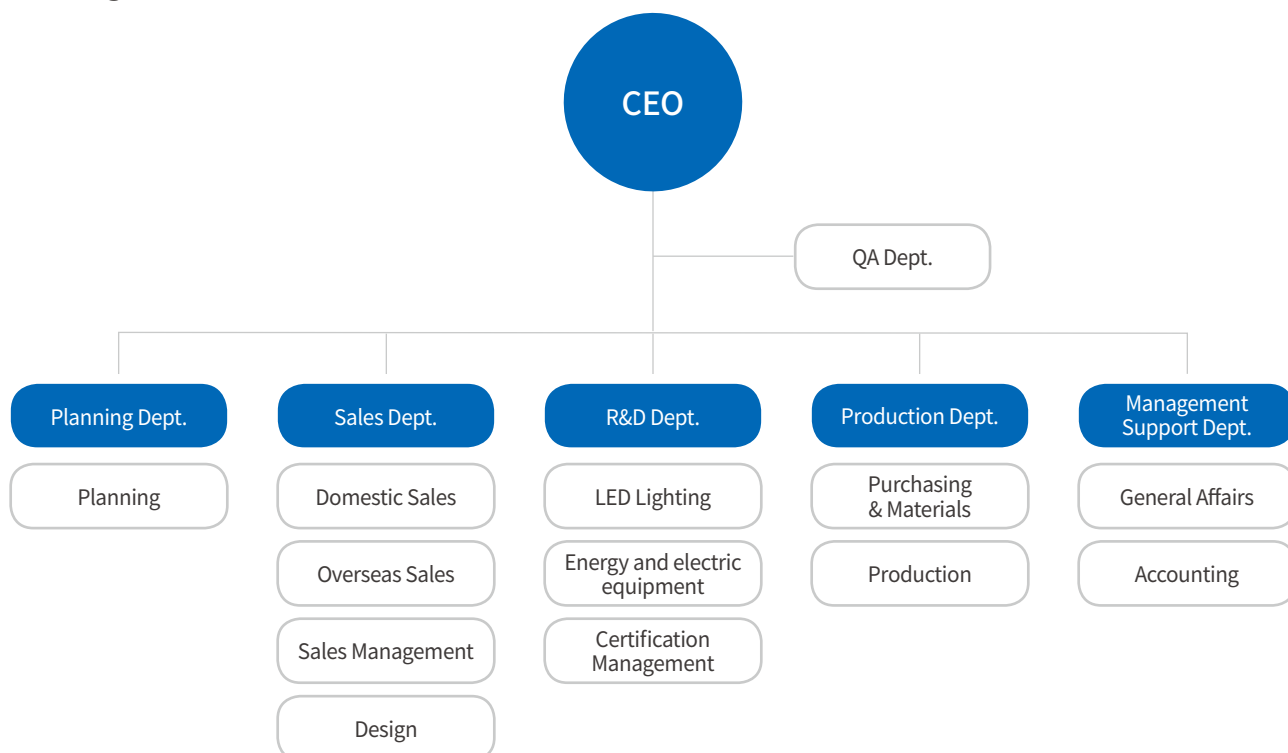 CEO
QA Dept.
Planning Dept.
Planning
Sales Dept.
Domestic Sales
Overseas Sales
Sales Management
Design
R&D Dept.
LED Lighting
Energy and electric
equipment
Certification
Management
Production Dept.
Purchasing
& Materials
Production
Management
Support Dept.
General Affairs
Accounting